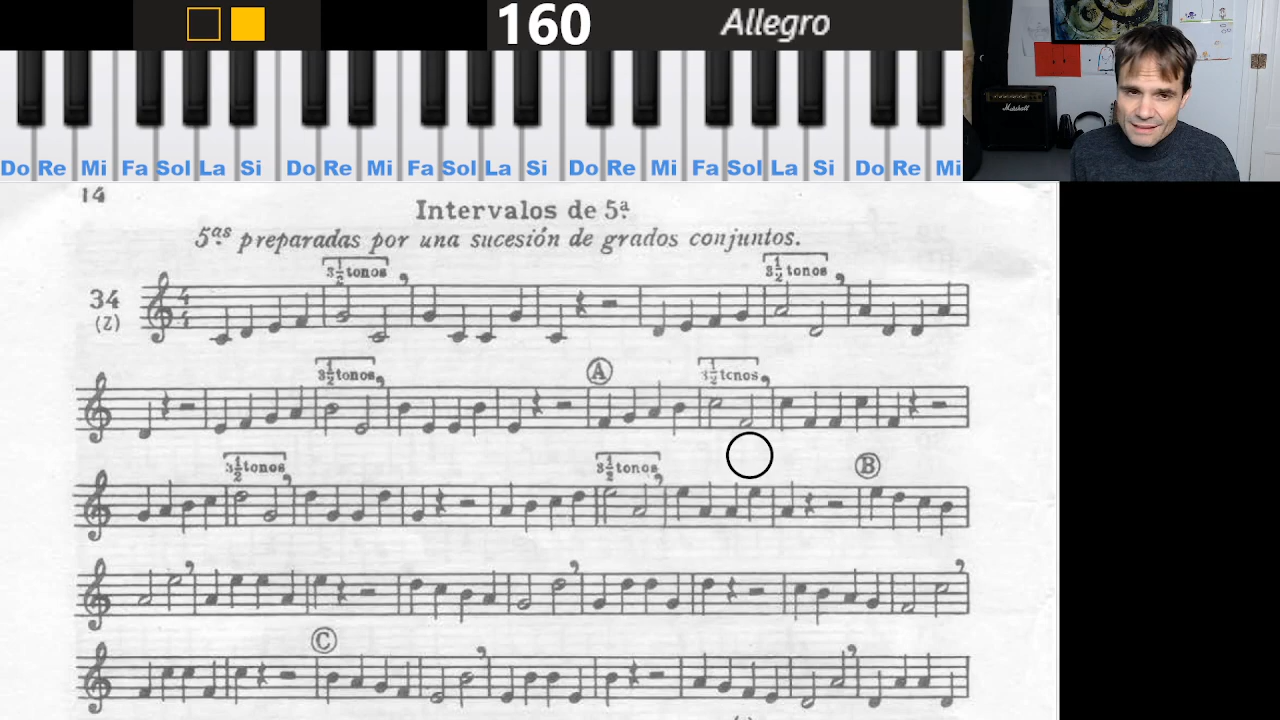 160 Allegro
Marshall
Do Re Mi Fa Sol La Si Do Re Mi Fa Sol La Si Do Re Mi Fa Sol La Si Do Re Mi
14
Intervalos de 5ª
5ªs preparadas por una sucesión de grados conjuntos.
3½ tonos 3½ tonos
34
(Z)
3½ tonos A 3½ tonos
3½ tonos 3½ tonos B
C